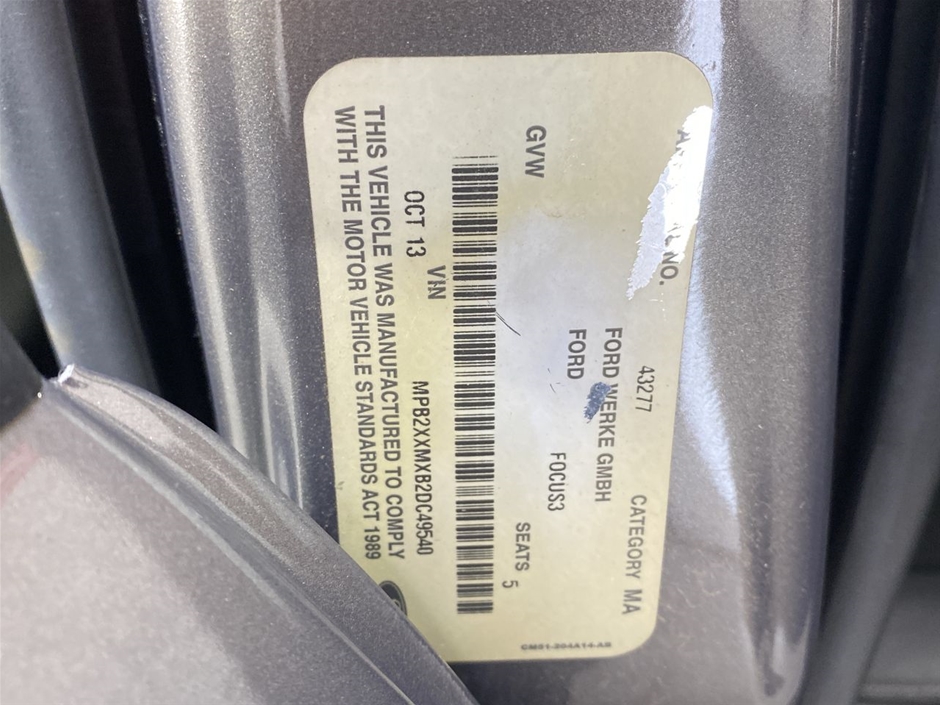 NO. 43277 CATEGORY MA
FORD WERKE GMBH
FORD FOCUS3
GVW SEATS 5
VIN MPB2XXMXB2DC49540
OCT 13
THIS VEHICLE WAS MANUFACTURED TO COMPLY
WITH THE MOTOR VEHICLE STANDARDS ACT 1989